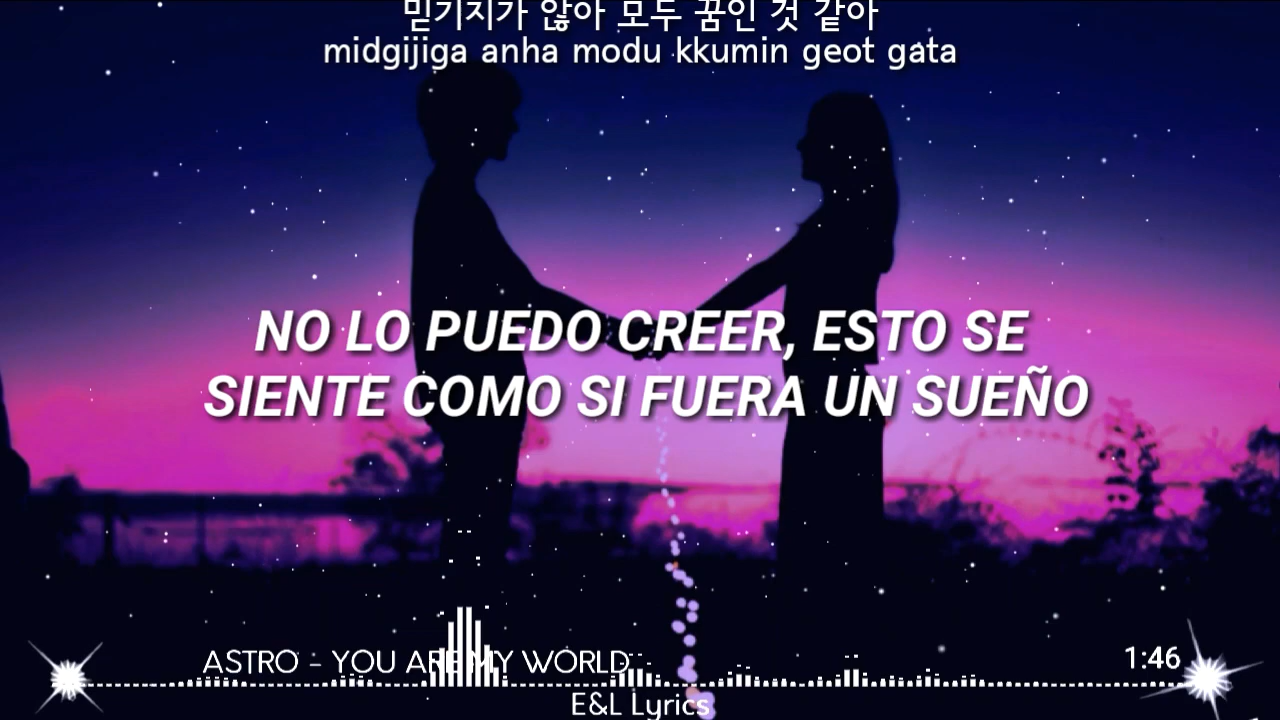 믿기지가 않아 모두 꿈인 것 같아
midgijiga anha modu kkumin geot gata
NO LO PUEDO CREER, ESTO SE
SIENTE COMO SI FUERA UN SUEÑO
ASTRO - YOU ARE MY WORLD
1:46
E&L Lyrics